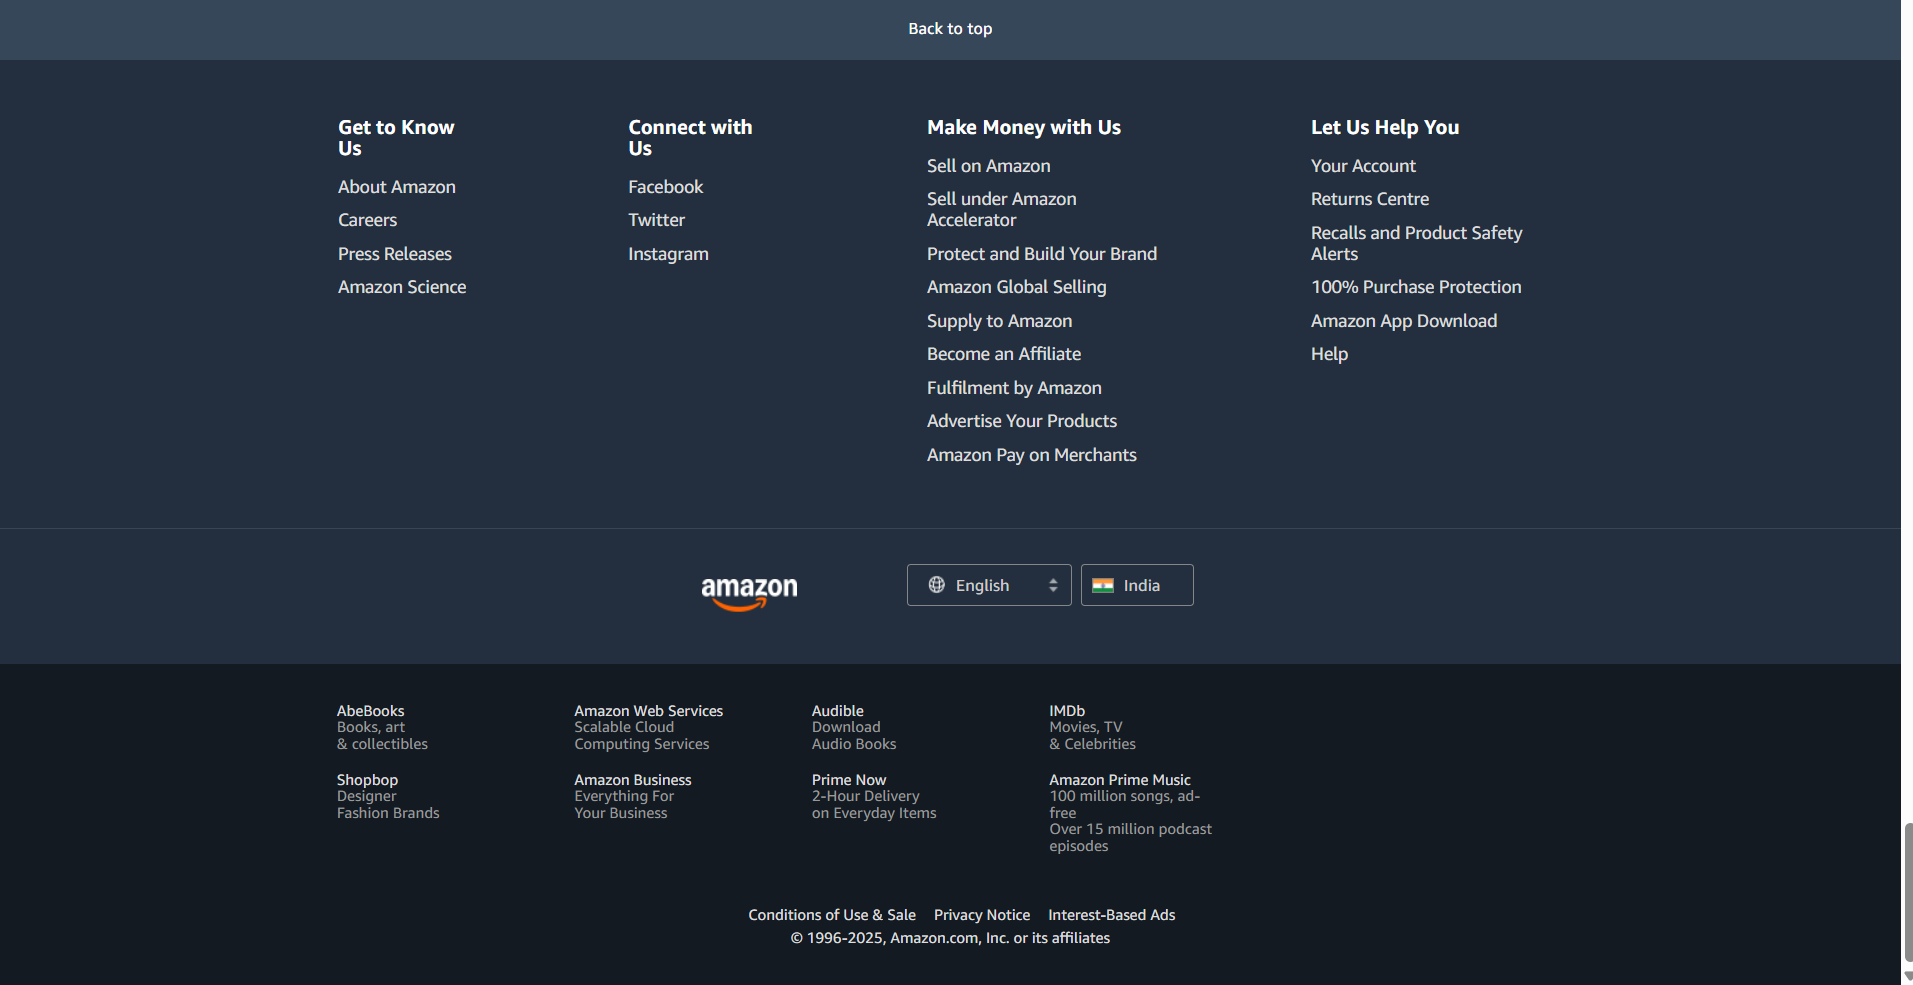 Back to top
Get to Know
Us
About Amazon
Careers
Press Releases
Amazon Science
Connect with
Us
Facebook
Twitter
Instagram
Make Money with Us
Sell on Amazon
Sell under Amazon
Accelerator
Protect and Build Your Brand
Amazon Global Selling
Supply to Amazon
Become an Affiliate
Fulfilment by Amazon
Advertise Your Products
Amazon Pay on Merchants
Let Us Help You
Your Account
Returns Centre
Recalls and Product Safety
Alerts
100% Purchase Protection
Amazon App Download
Help
amazon
English
India
AbeBooks
Books, art
& collectibles
Amazon Web Services
Scalable Cloud
Computing Services
Audible
Download
Audio Books
IMDb
Movies, TV
& Celebrities
Shopbop
Designer
Fashion Brands
Amazon Business
Everything For
Your Business
Prime Now
2-Hour Delivery
on Everyday Items
Amazon Prime Music
100 million songs, ad-
free
Over 15 million podcast
episodes
Conditions of Use & Sale Privacy Notice Interest-Based Ads
© 1996-2025, Amazon.com, Inc. or its affiliates